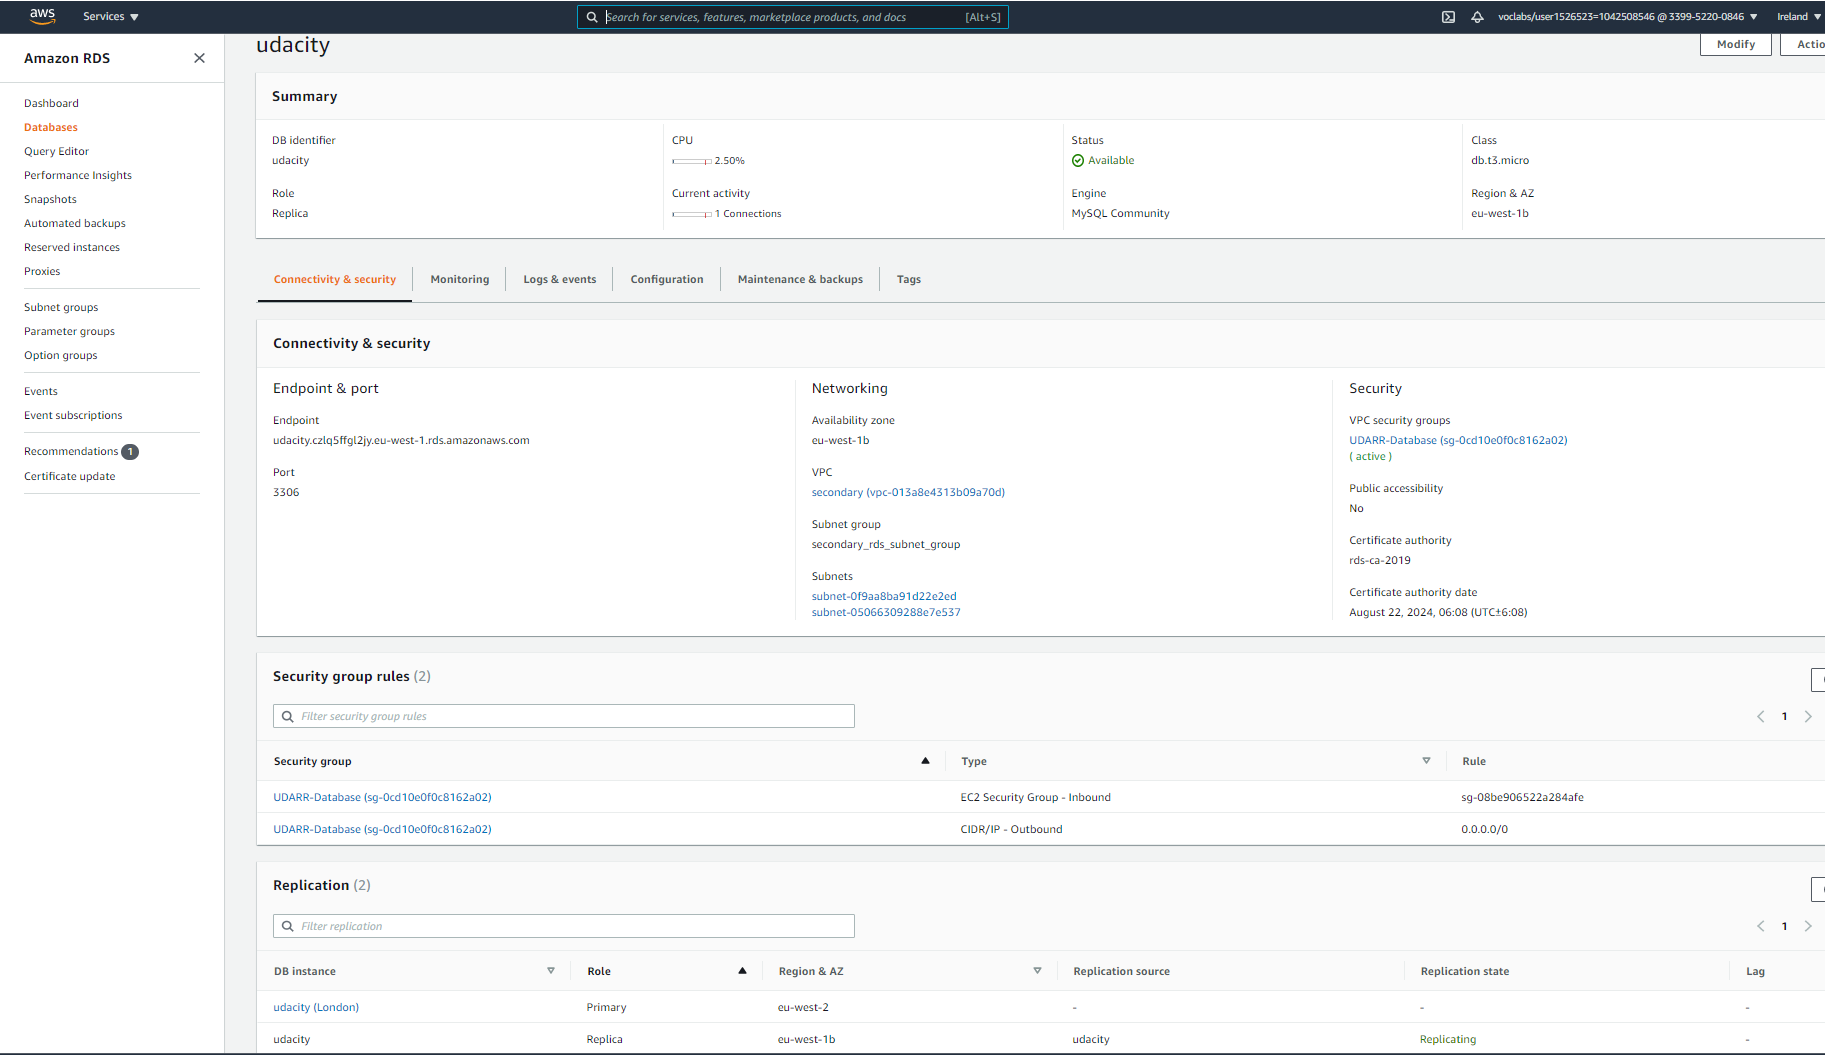 aws
Services
Search for services, features, marketplace products, and docs [Alt+S]
voclabs/user1526523=1042508546 @ 3399-5220-0846
Ireland
Amazon RDS
Dashboard
Databases
Query Editor
Performance Insights
Snapshots
Automated backups
Reserved instances
Proxies
Subnet groups
Parameter groups
Option groups
Events
Event subscriptions
Recommendations 1
Certificate update
udacity
Modify
Actio
Summary
DB identifier
udacity
CPU
2.50%
Status
Available
Class
db.t3.micro
Role
Replica
Current activity
1 Connections
Engine
MySQL Community
Region & AZ
eu-west-1b
Connectivity & security
Monitoring
Logs & events
Configuration
Maintenance & backups
Tags
Connectivity & security
Endpoint & port
Endpoint
udacity.czlq5ffgl2jy.eu-west-1.rds.amazonaws.com
Port
3306
Networking
Availability zone
eu-west-1b
VPC
secondary (vpc-013a8e4313b09a70d)
Subnet group
secondary_rds_subnet_group
Subnets
subnet-0f9aa8ba91d22e2ed
subnet-05066309288e7e537
Security
VPC security groups
UDARR-Database (sg-0cd10e0f0c8162a02)
( active )
Public accessibility
No
Certificate authority
rds-ca-2019
Certificate authority date
August 22, 2024, 06:08 (UTC±6:08)
Security group rules (2)
Filter security group rules
1
Security group Type Rule
UDARR-Database (sg-0cd10e0f0c8162a02) EC2 Security Group - Inbound sg-08be906522a284afe
UDARR-Database (sg-0cd10e0f0c8162a02) CIDR/IP - Outbound 0.0.0.0/0
Replication (2)
Filter replication
1
DB instance Role Region & AZ Replication source Replication state Lag
udacity (London) Primary eu-west-2 - - -
udacity Replica eu-west-1b udacity Replicating -